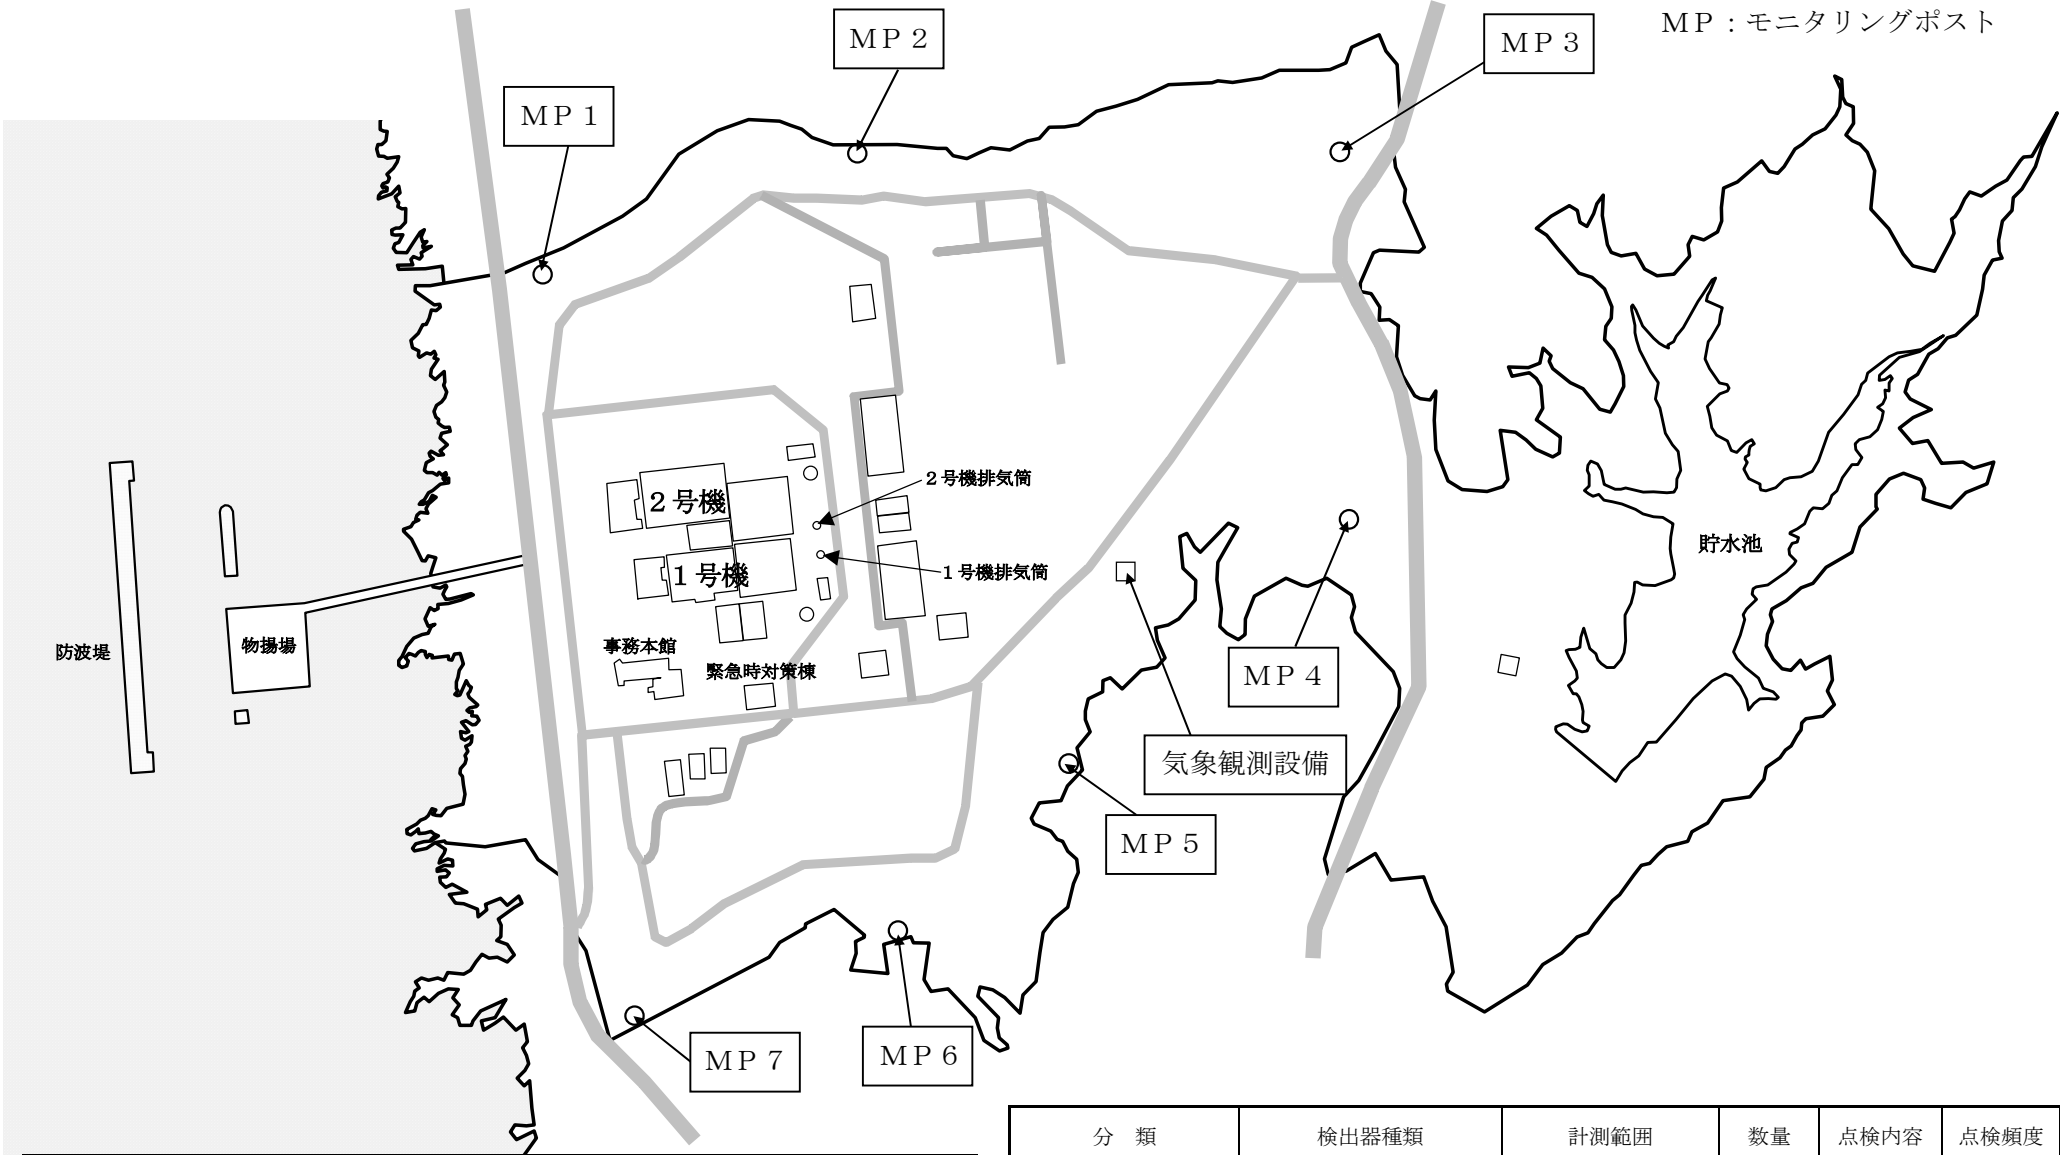 ＭＰ：モニタリングポスト
ＭＰ２
ＭＰ３
ＭＰ１
２号機排気筒
２号機
１号機排気筒
１号機
貯水池
事務本館
物揚場
防波堤
緊急時対策棟
ＭＰ４
気象観測設備
ＭＰ５
ＭＰ６
ＭＰ７
分　類　検出器種類　計測範囲　数量　点検内容　点検頻度